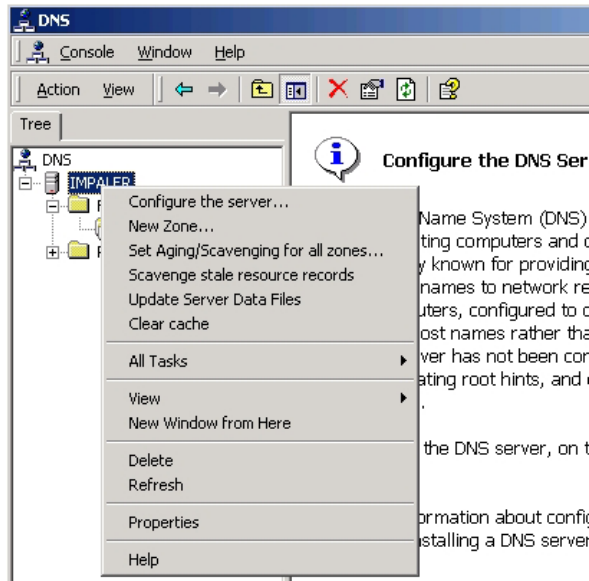 DNS
Console Window Help
Action View
Tree
DNS
IMPALER
Configure the server...
New Zone...
Set Aging/Scavenging for all zones...
Scavenge stale resource records
Update Server Data Files
Clear cache
All Tasks
View
New Window from Here
Delete
Refresh
Properties
Help
Configure the DNS Ser
Name System (DNS)
ting computers and
known for providing
names to network re
uters, configured to
ost names rather tha
ver has not been con
ating root hints, and
the DNS server, on t
ormation about config
stalling a DNS server